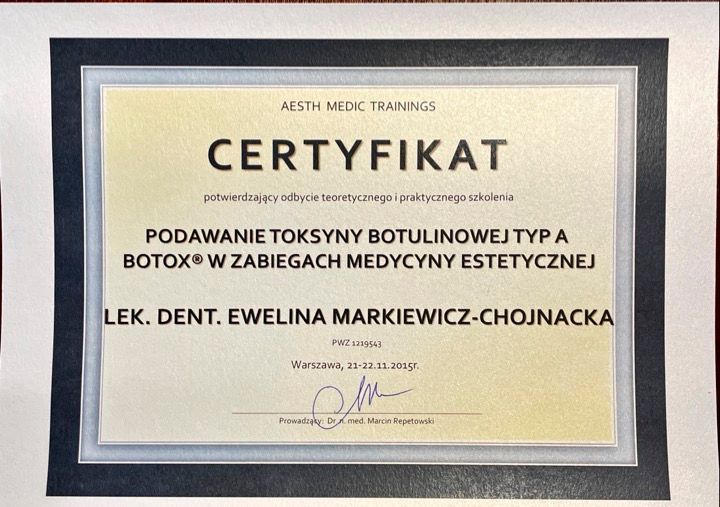 AESTH MEDIC TRAININGS
CERTYFIKAT
potwierdzający odbycie teoretycznego i praktycznego szkolenia
PODAWANIE TOKSYNY BOTULINOWEJ TYP A
BOTOX® W ZABIEGACH MEDYCYNY ESTETYCZNEJ
LEK. DENT. EWELINA MARKIEWICZ-CHOJNACKA
PWZ 1219543
Warszawa, 21-22.11.2015r.
Prowadzący: Dr n. med. Marcin Repetowski